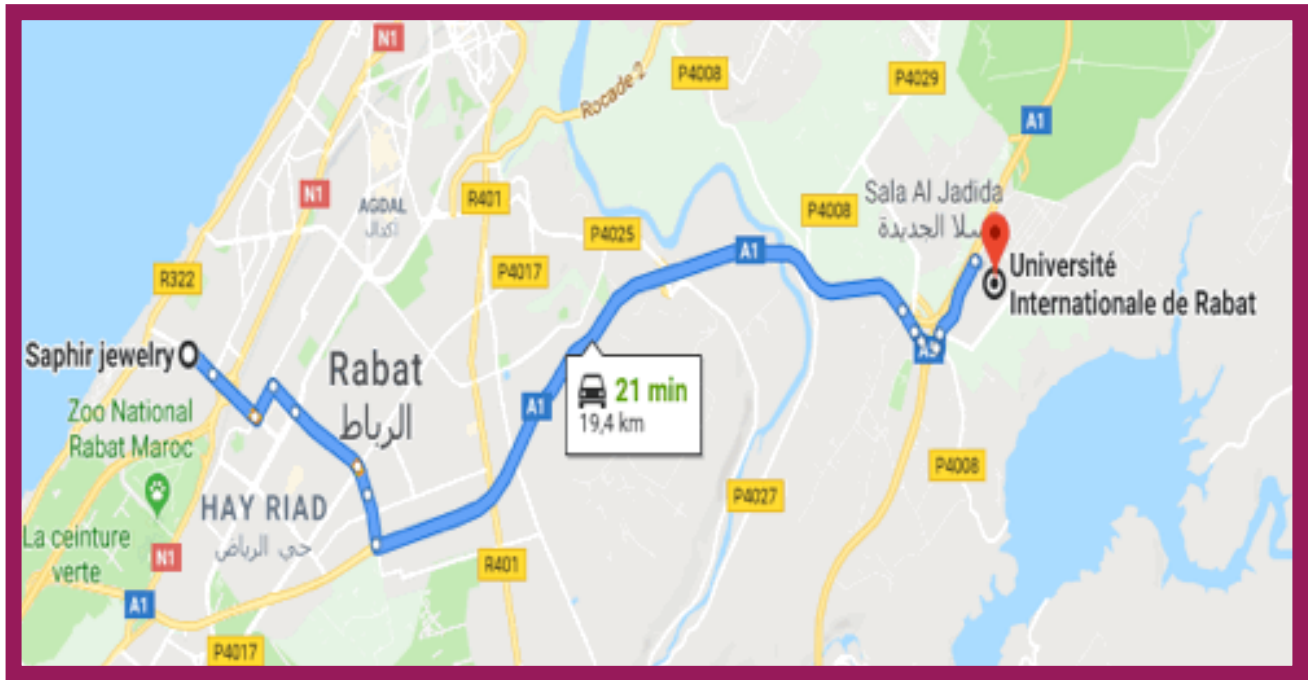 N1
P4008
P4029
Rocade 2
A1
N1
AGDAL
أكدال
R401
Sala Al Jadida
سلا الجديدة
P4008
P4025
A1
P4017
R322
Université
Internationale de Rabat
Saphir jewelry
Rabat
الرباط
21 min
19,4 km
A1
Zoo National
Rabat Maroc
HAY RIAD
حي الرياض
P4008
P4027
La ceinture
verte
N1
R401
A1
P4017